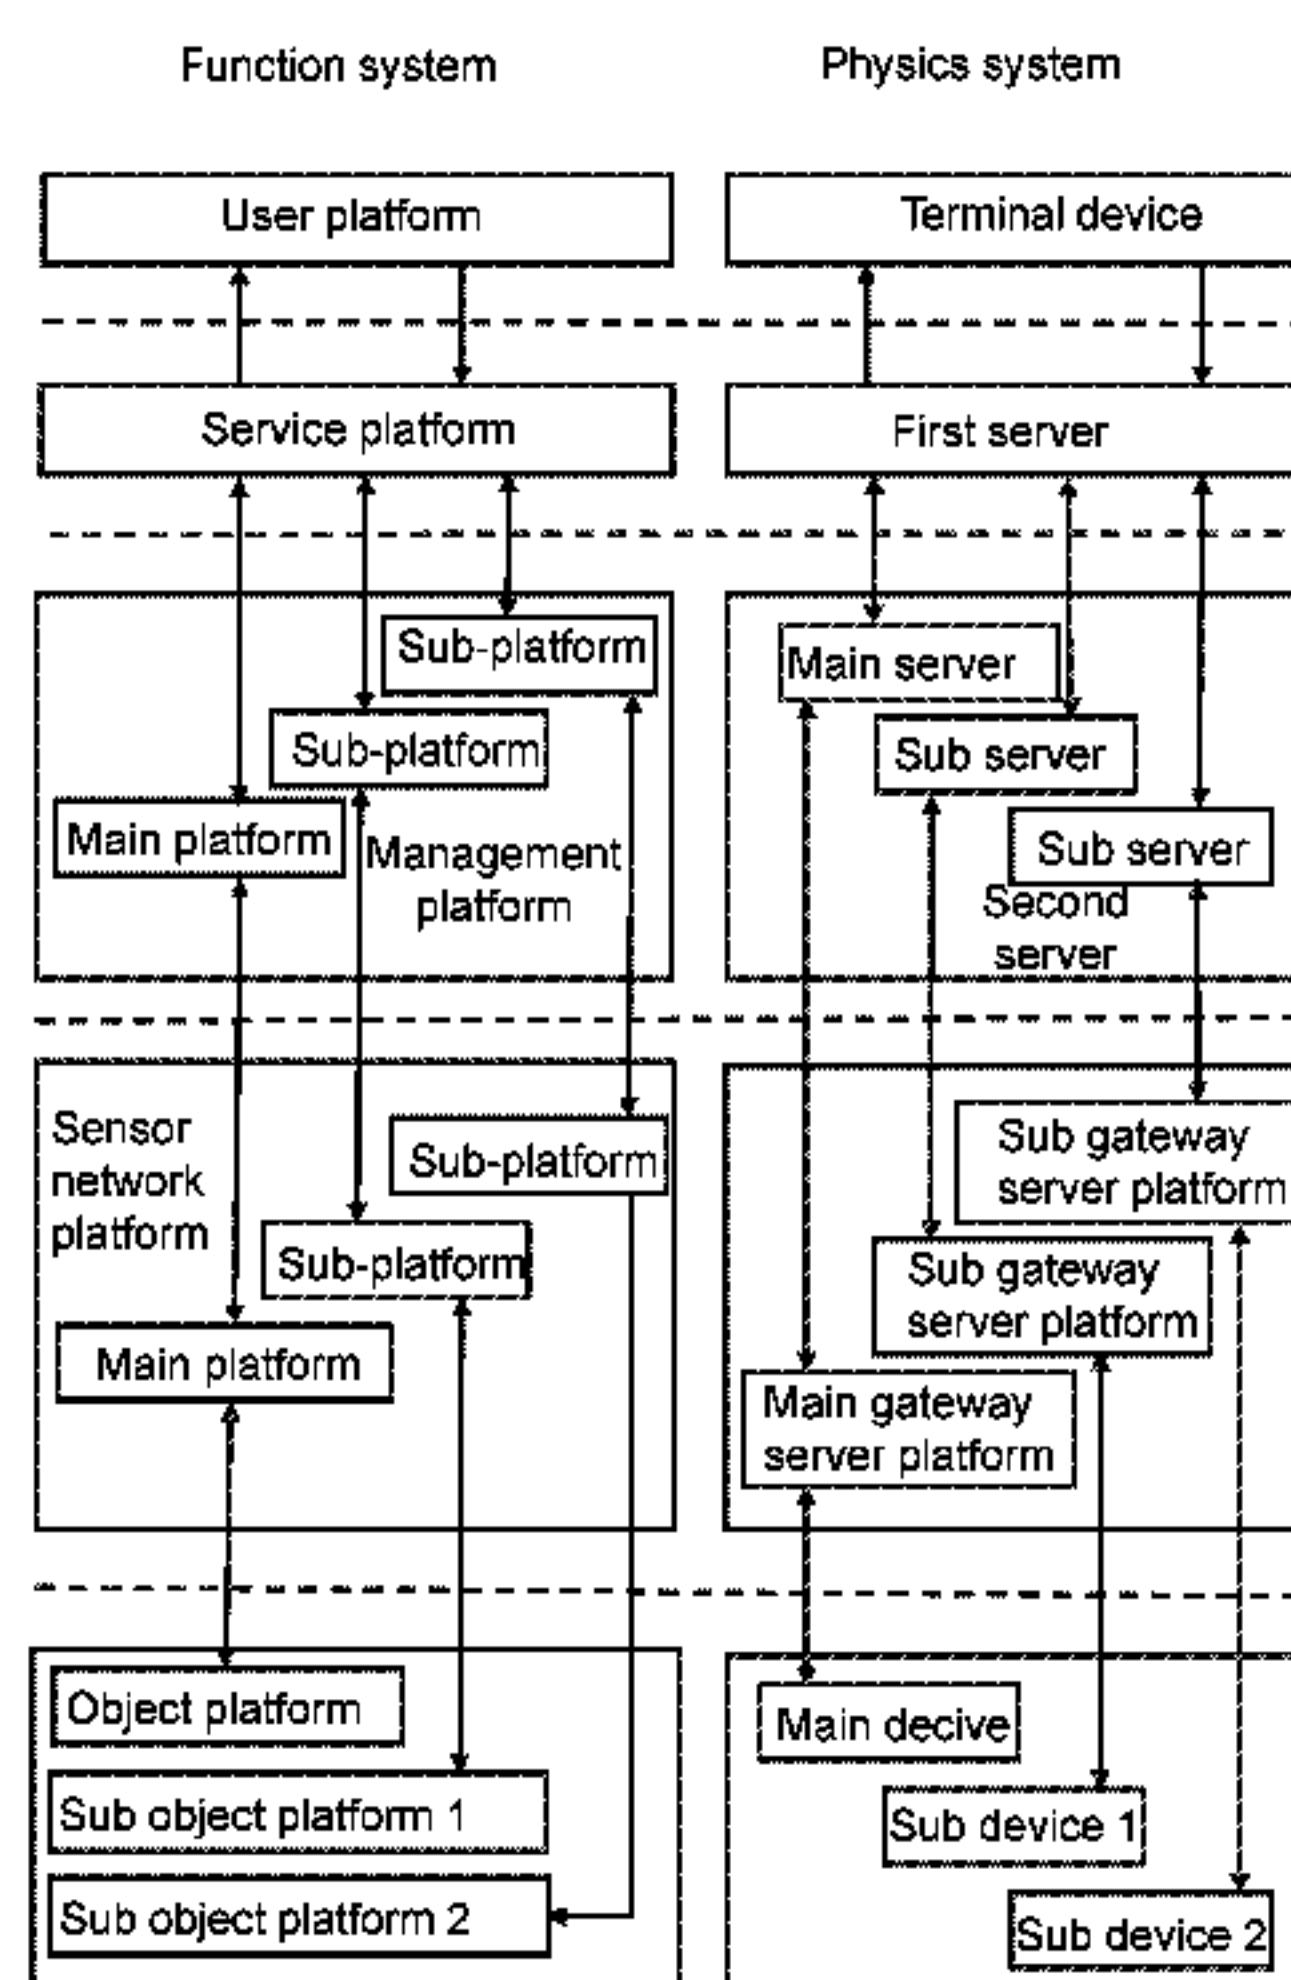 Function system
Physics system
User platform
Terminal device
Service platform
First server
Sub-platform
Sub-platform
Main platform
Management
platform
Main server
Sub server
Sub server
Second
server
Sensor
network
platform
Sub-platform
Sub-platform
Main platform
Sub gateway
server platform
Sub gateway
server platform
Main gateway
server platform
Object platform
Sub object platform 1
Sub object platform 2
Main decive
Sub device 1
Sub device 2